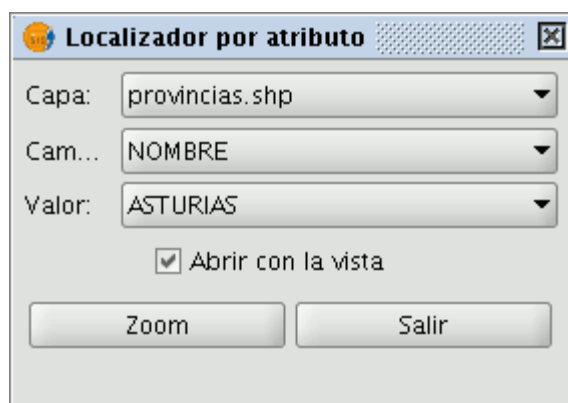 Localizador por atributo
Capa: provincias.shp
Cam... NOMBRE
Valor: ASTURIAS
Abrir con la vista
Zoom Salir